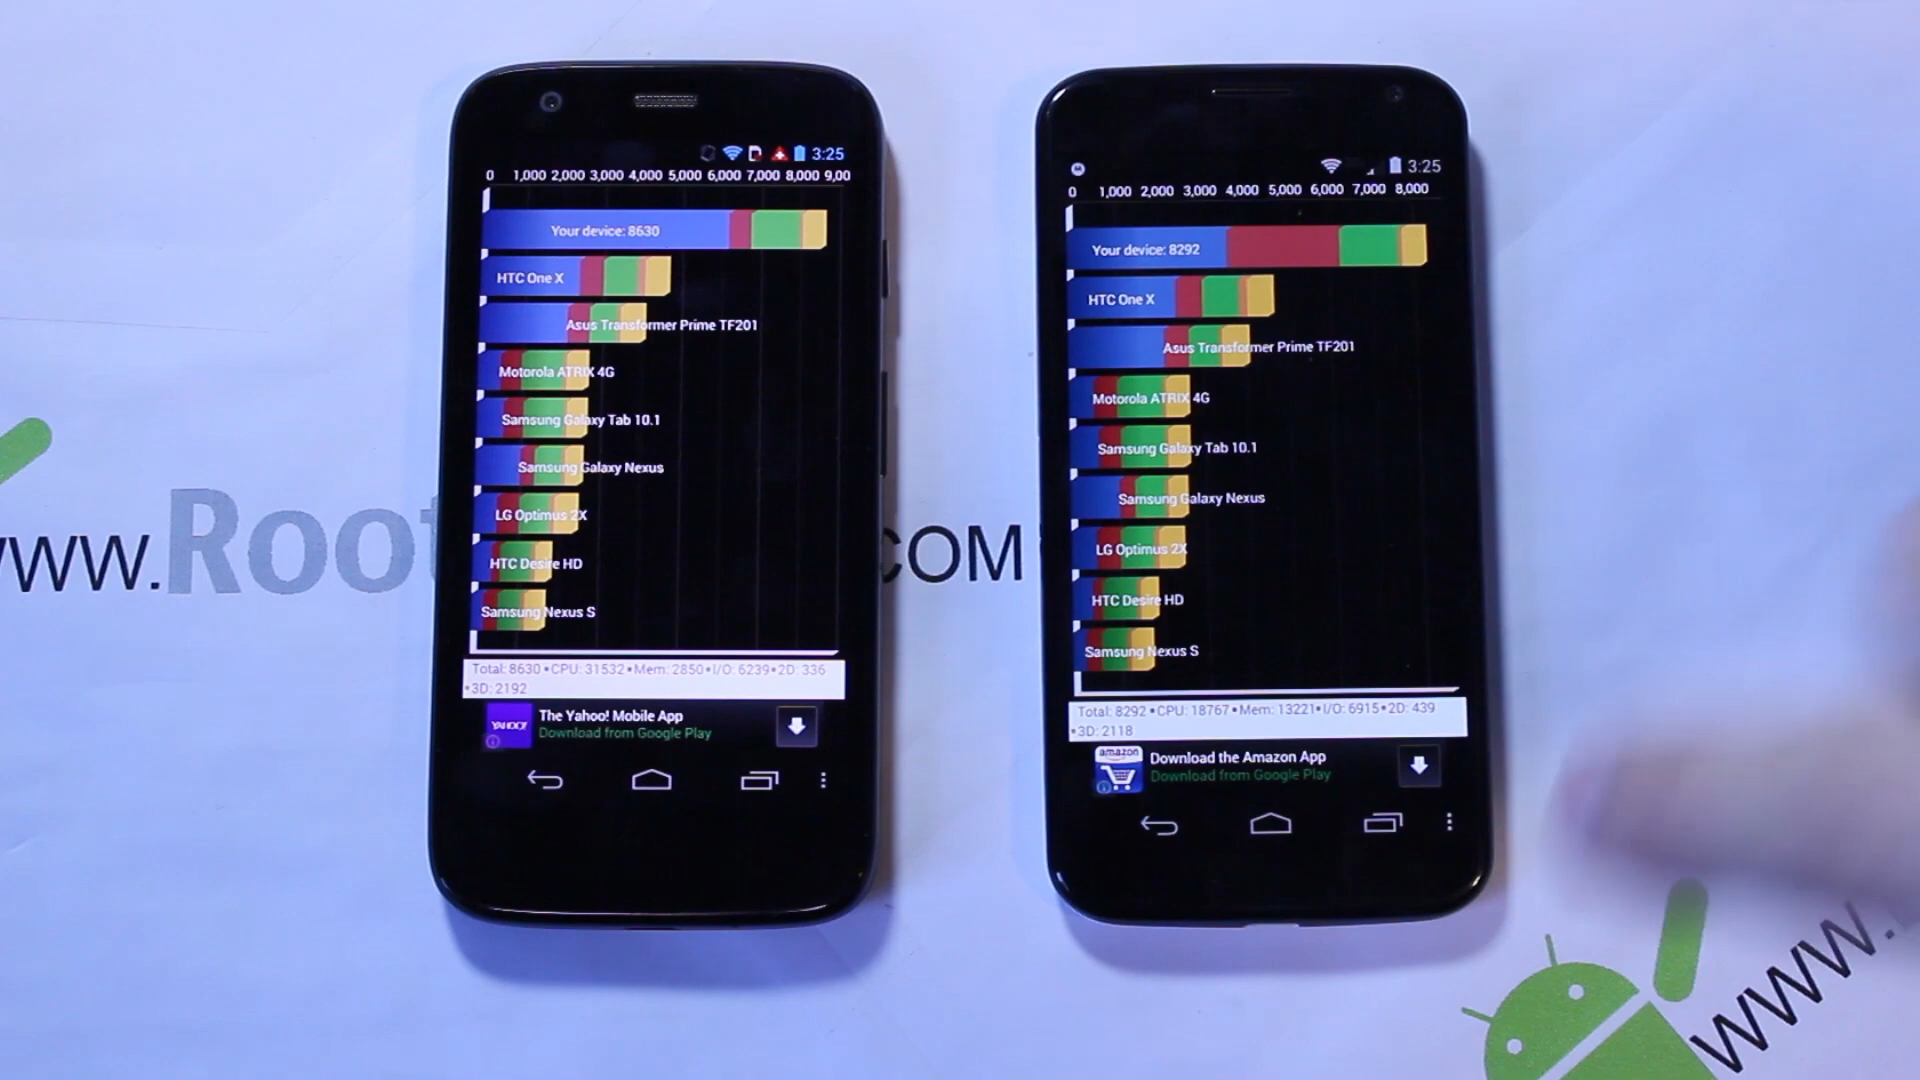 3:25
0 1,000 2,000 3,000 4,000 5,000 6,000 7,000 8,000 9,00
Your device: 8630
HTC One X
Asus Transformer Prime TF201
Motorola ATRIX 4G
Samsung Galaxy Tab 10.1
Samsung Galaxy Nexus
LG Optimus 2X
HTC Desire HD
Samsung Nexus S
Total: 8630•CPU: 31532•Mem: 2850•I/O: 6239•2D: 336
•3D: 2192
YAHOO!
The Yahoo! Mobile App
Download from Google Play
3:25
0 1,000 2,000 3,000 4,000 5,000 6,000 7,000 8,000
Your device: 8292
HTC One X
Asus Transformer Prime TF201
Motorola ATRIX 4G
Samsung Galaxy Tab 10.1
Samsung Galaxy Nexus
LG Optimus 2X
HTC Desire HD
Samsung Nexus S
Total: 8292•CPU: 18767•Mem: 13221•I/O: 6915•2D: 439
•3D: 2118
amazon
Download the Amazon App
Download from Google Play
www.Root COM
www.